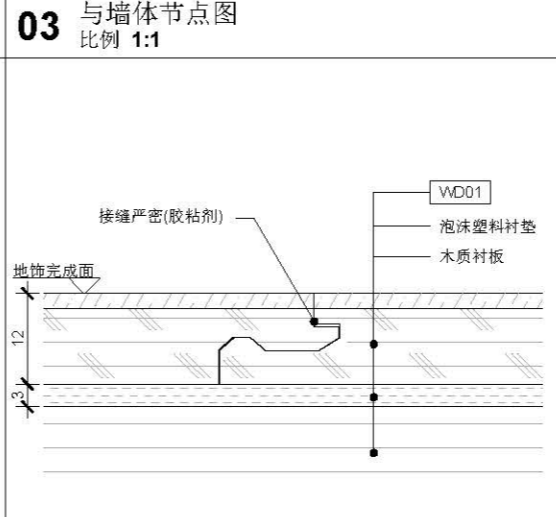 03 与墙体节点图
比例 1:1
WD01
接缝严密(胶粘剂)
泡沫塑料衬垫
木质衬板
地饰完成面
12
3